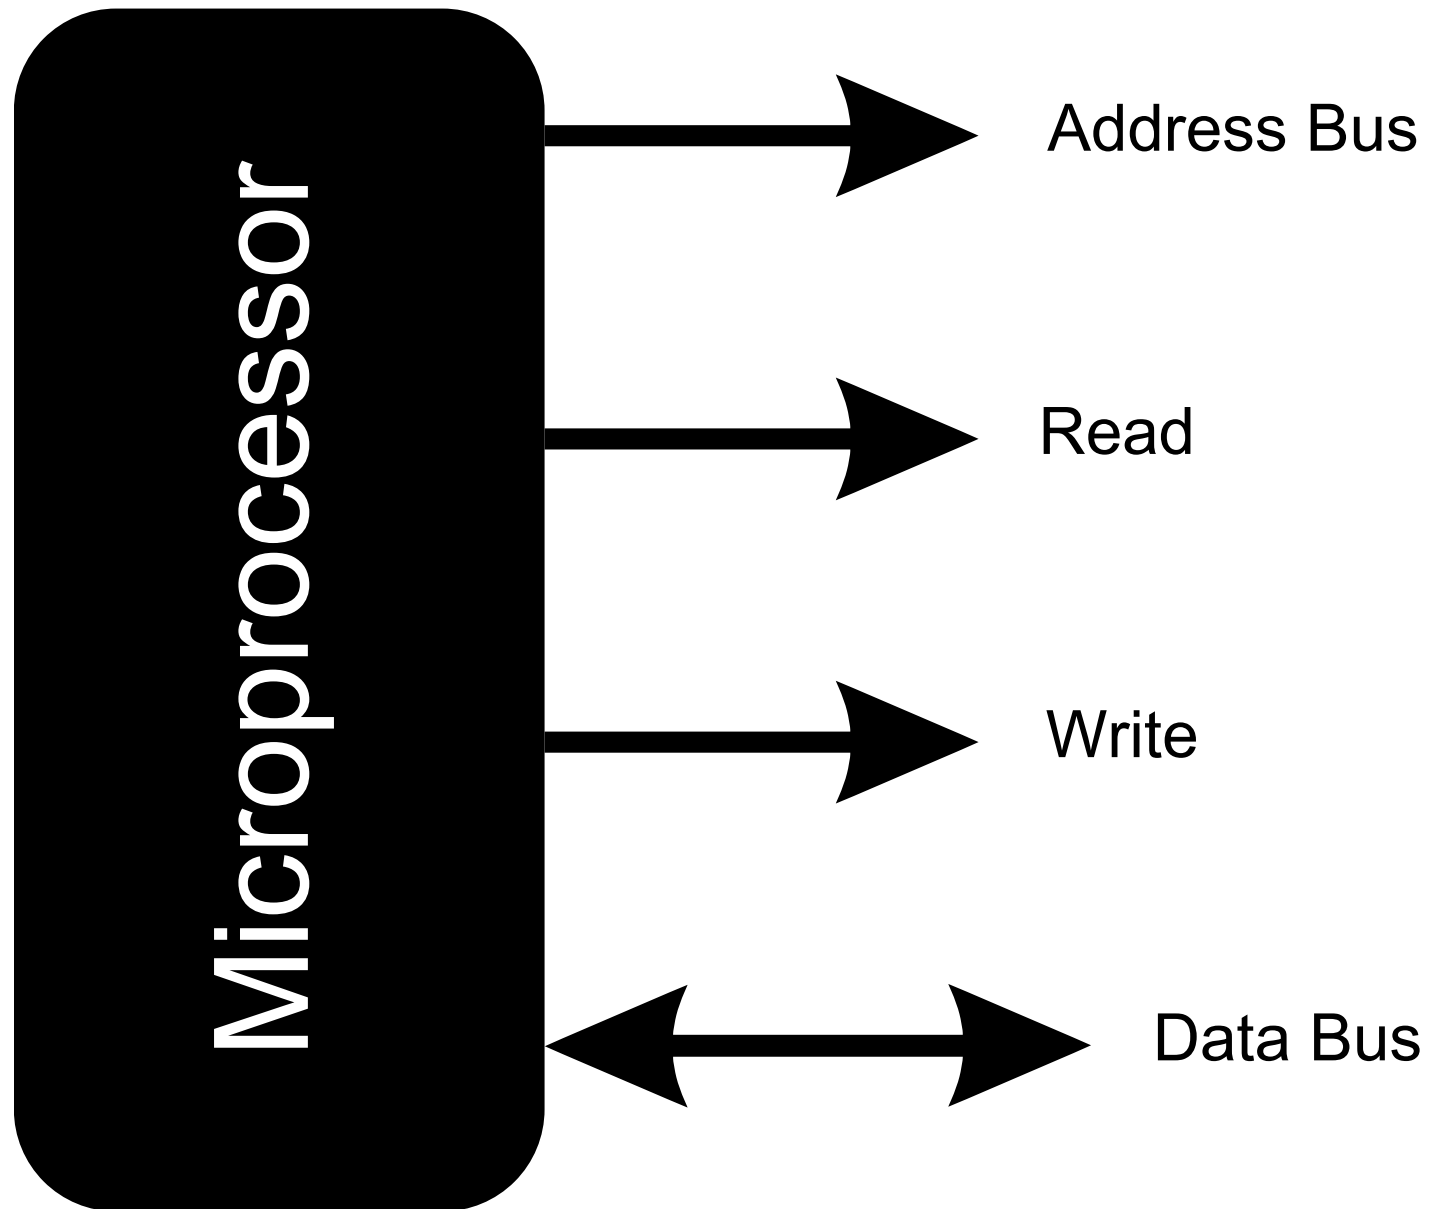 Microprocessor
Address Bus
Read
Write
Data Bus